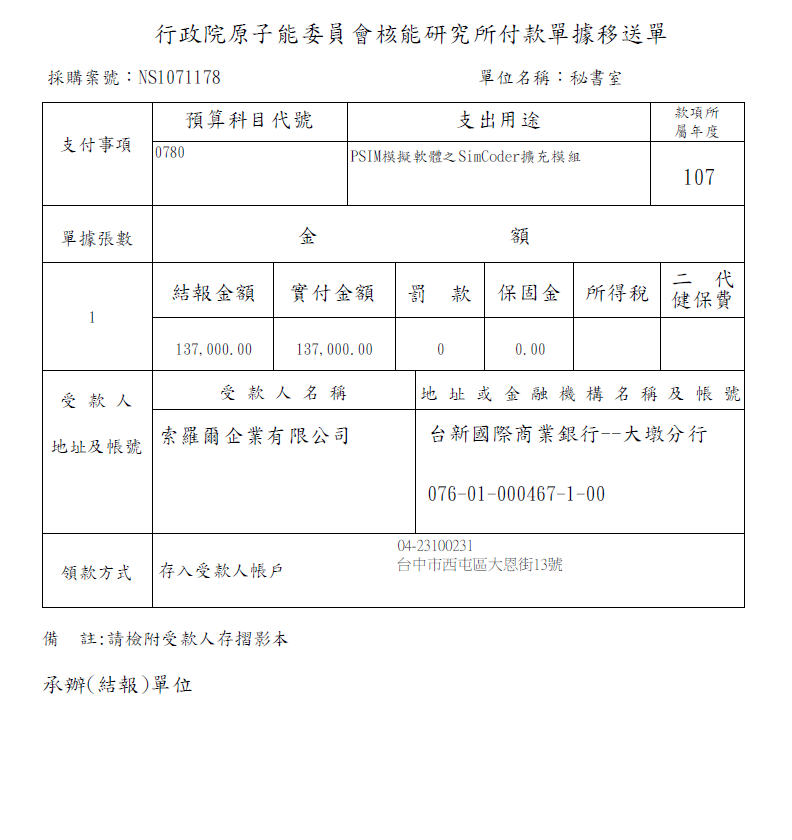 行政院原子能委員會核能研究所付款單據移送單
採購案號：NS1071178 單位名稱：秘書室
支付事項 預算科目代號 支出用途 款項所
屬年度
0780 PSIM模擬軟體之SimCoder擴充模組 107
單據張數 金 額
1 結報金額 實付金額 罰 款 保固金 所得稅 二 代
健保費
137,000.00 137,000.00 0 0.00
受 款 人
地址及帳號 受 款 人 名 稱 地 址 或 金 融 機 構 名 稱 及 帳 號
索羅爾企業有限公司 台新國際商業銀行--大墩分行
076-01-000467-1-00
領款方式 存入受款人帳戶 04-23100231
台中市西屯區大恩街13號
備 註:請檢附受款人存摺影本
承辦(結報)單位